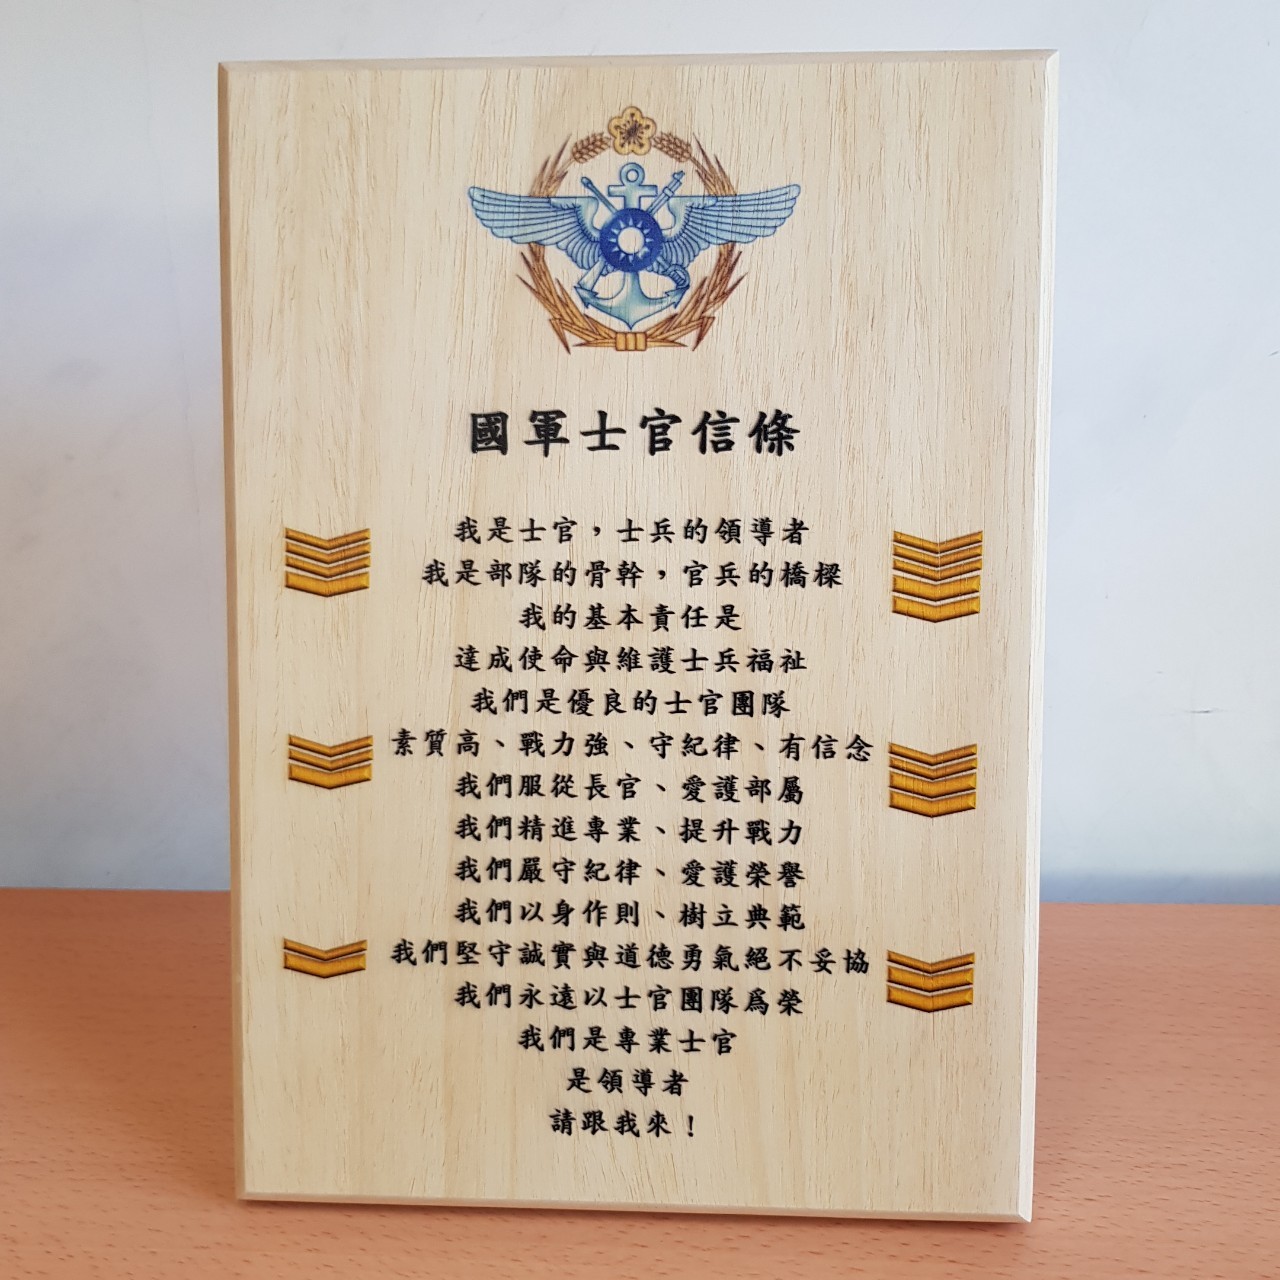 國軍士官信條
我是士官，士兵的領導者
我是部隊的骨幹，官兵的橋樑
我的基本責任是
達成使命與維護士兵福祉
我們是優良的士官團隊
素質高、戰力強、守紀律、有信念
我們服從長官、愛護部屬
我們精進專業、提升戰力
我們嚴守紀律、愛護榮譽
我們以身作則、樹立典範
我們堅守誠實與道德勇氣絕不妥協
我們永遠以士官團隊為榮
我們是專業士官
是領導者
請跟我來！